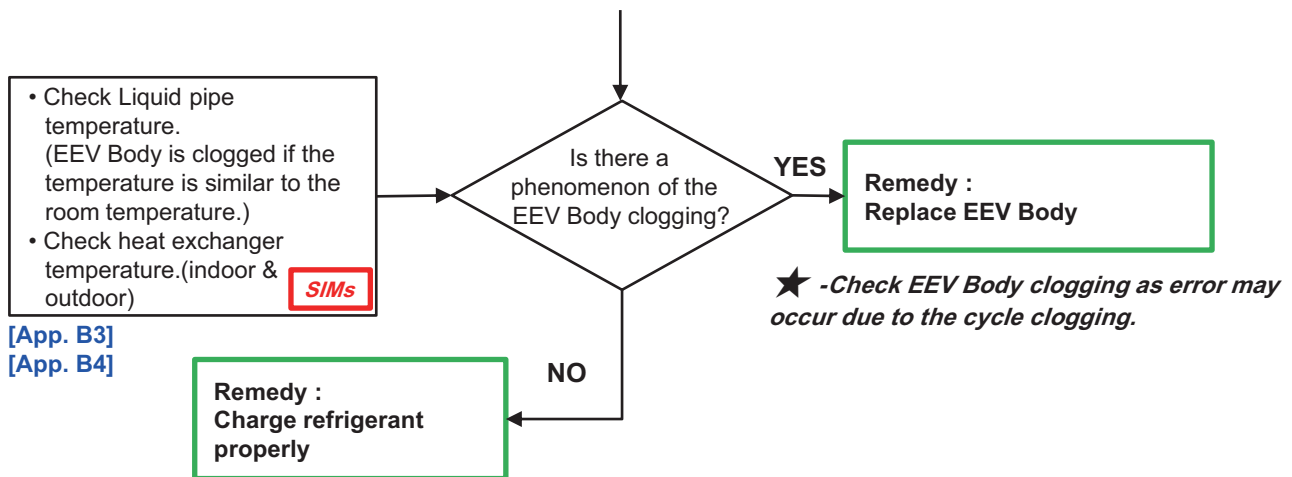 • Check Liquid pipe
temperature.
(EEV Body is clogged if the
temperature is similar to the
room temperature.)
• Check heat exchanger
temperature.(indoor &
outdoor)
SIMs
[App. B3]
[App. B4]
Is there a
phenomenon of the
EEV Body clogging?
YES
Remedy :
Replace EEV Body
★ -Check EEV Body clogging as error may
occur due to the cycle clogging.
NO
Remedy :
Charge refrigerant
properly